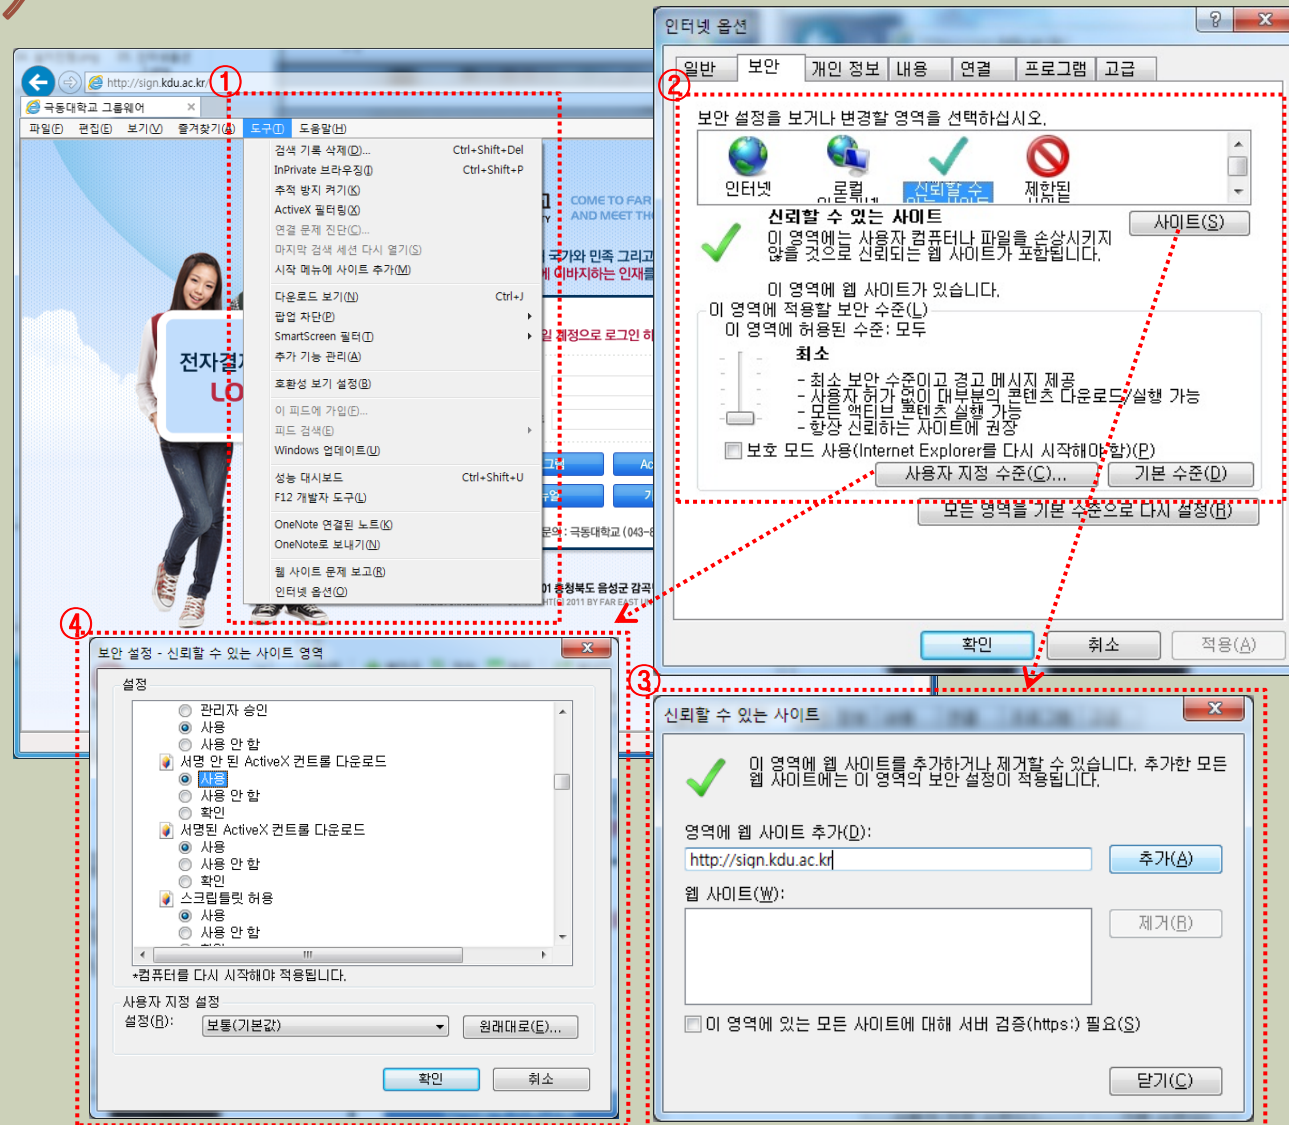 ①
http://sign.kdu.ac.kr/
극동대학교 그룹웨어
파일(F) 편집(E) 보기(V) 즐겨찾기(A) 도구(T) 도움말(H)
검색 기록 삭제(D)... Ctrl+Shift+Del
InPrivate 브라우징(I) Ctrl+Shift+P
추적 방지 켜기(K)
ActiveX 필터링(X)
연결 문제 진단(C)...
마지막 검색 세션 다시 열기(S)
시작 메뉴에 사이트 추가(M)
다운로드 보기(N) Ctrl+J
팝업 차단(P)
SmartScreen 필터(T)
추가 기능 관리(A)
호환성 보기 설정(B)
이 피드에 가입(F)...
피드 검색(E)
Windows 업데이트(U)
성능 대시보드 Ctrl+Shift+U
F12 개발자 도구(L)
OneNote 연결된 노트(K)
OneNote로 보내기(N)
웹 사이트 문제 보고(R)
인터넷 옵션(O)
COME TO FAR
AND MEET TH
국가와 민족 그리고
이바지하는 인재를
계정으로 로그인 하
전자결
LO
Ac
문의 : 극동대학교 (043-8
01 충청북도 음성군 감곡
2011 BY FAR EAST UN
②
인터넷 옵션
일반 보안 개인 정보 내용 연결 프로그램 고급
보안 설정을 보거나 변경할 영역을 선택하십시오.
인터넷 로컬 신뢰할 수 제한된
신뢰할 수 있는 사이트
사이트(S)
이 영역에는 사용자 컴퓨터나 파일을 손상시키지
않을 것으로 신뢰되는 웹 사이트가 포함됩니다.
이 영역에 웹 사이트가 있습니다.
이 영역에 적용할 보안 수준(L)
이 영역에 허용된 수준: 모두
최소
- 최소 보안 수준이고 경고 메시지 제공
- 사용자 허가 없이 대부분의 콘텐츠 다운로드/실행 가능
- 모든 액티브 콘텐츠 실행 가능
- 항상 신뢰하는 사이트에 권장
보호 모드 사용(Internet Explorer를 다시 시작해야 함)(P)
사용자 지정 수준(C)... 기본 수준(D)
모든 영역을 기본 수준으로 다시 설정(R)
확인 취소 적용(A)
④
보안 설정 - 신뢰할 수 있는 사이트 영역
설정
관리자 승인
사용
사용 안 함
서명 안 된 ActiveX 컨트롤 다운로드
사용
사용 안 함
확인
서명된 ActiveX 컨트롤 다운로드
사용
사용 안 함
확인
스크립틀릿 허용
사용
사용 안 함
*컴퓨터를 다시 시작해야 적용됩니다.
사용자 지정 설정
설정(R): 보통(기본값) 원래대로(E)...
확인 취소
③
신뢰할 수 있는 사이트
이 영역에 웹 사이트를 추가하거나 제거할 수 있습니다. 추가한 모든
웹 사이트에는 이 영역의 보안 설정이 적용됩니다.
영역에 웹 사이트 추가(D):
http://sign.kdu.ac.kr 추가(A)
웹 사이트(W):
제거(R)
이 영역에 있는 모든 사이트에 대해 서버 검증(https:) 필요(S)
닫기(C)